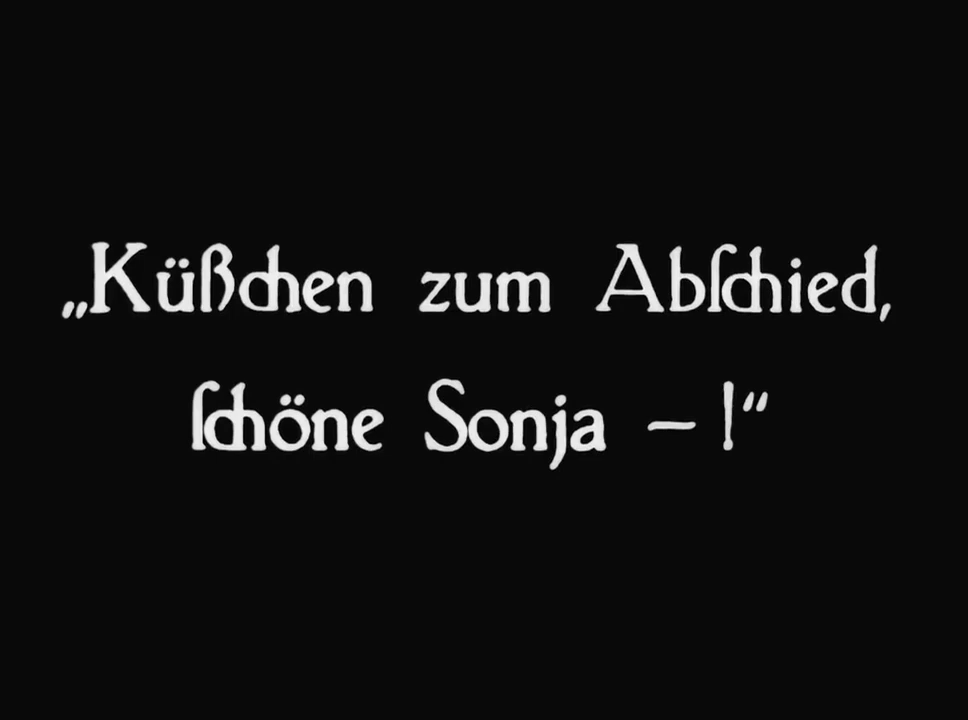 „Küßchen zum Abſchied,
ſchöne Sonja – !“